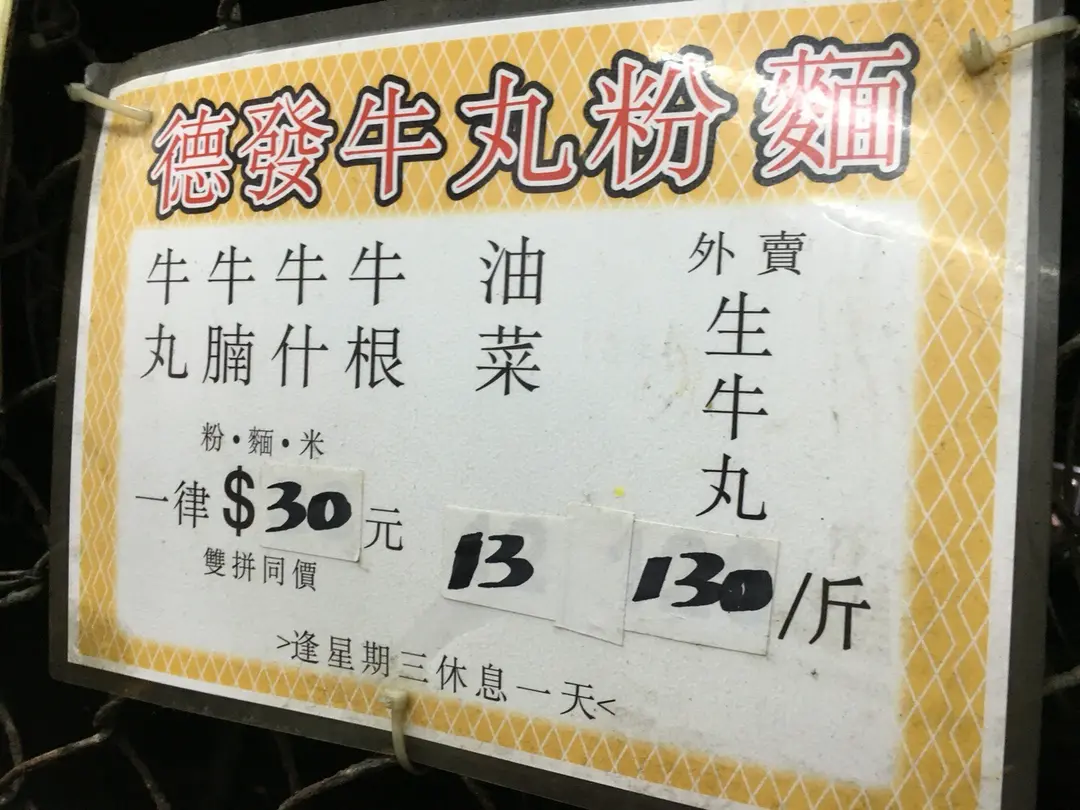 德發牛丸粉麵
牛丸
牛腩
牛什
牛根
粉・麵・米
一律$30元
雙拼同價
油菜
13
外賣
生牛丸
130/斤
>逢星期三休息一天<